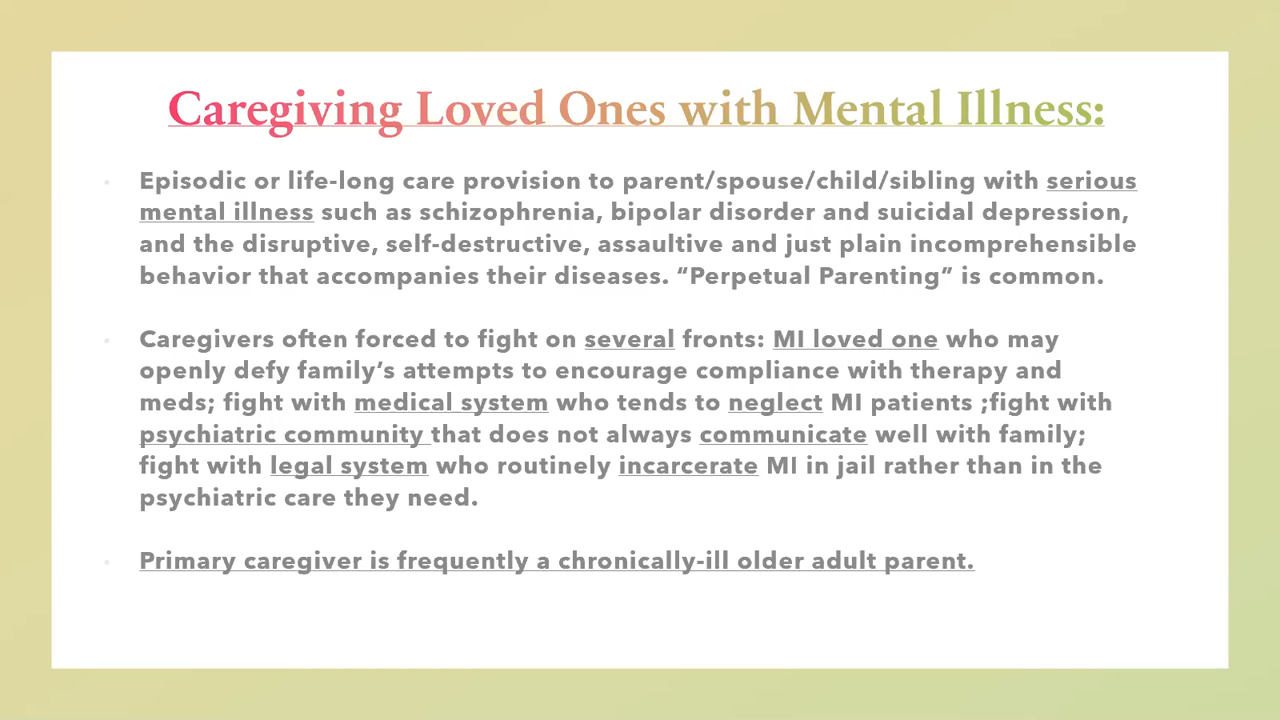 Caregiving Loved Ones with Mental Illness:
Episodic or life-long care provision to parent/spouse/child/sibling with serious
mental illness such as schizophrenia, bipolar disorder and suicidal depression,
and the disruptive, self-destructive, assaultive and just plain incomprehensible
behavior that accompanies their diseases. “Perpetual Parenting” is common.
Caregivers often forced to fight on several fronts: MI loved one who may
openly defy family’s attempts to encourage compliance with therapy and
meds; fight with medical system who tends to neglect MI patients ;fight with
psychiatric community that does not always communicate well with family;
fight with legal system who routinely incarcerate MI in jail rather than in the
psychiatric care they need.
Primary caregiver is frequently a chronically-ill older adult parent.